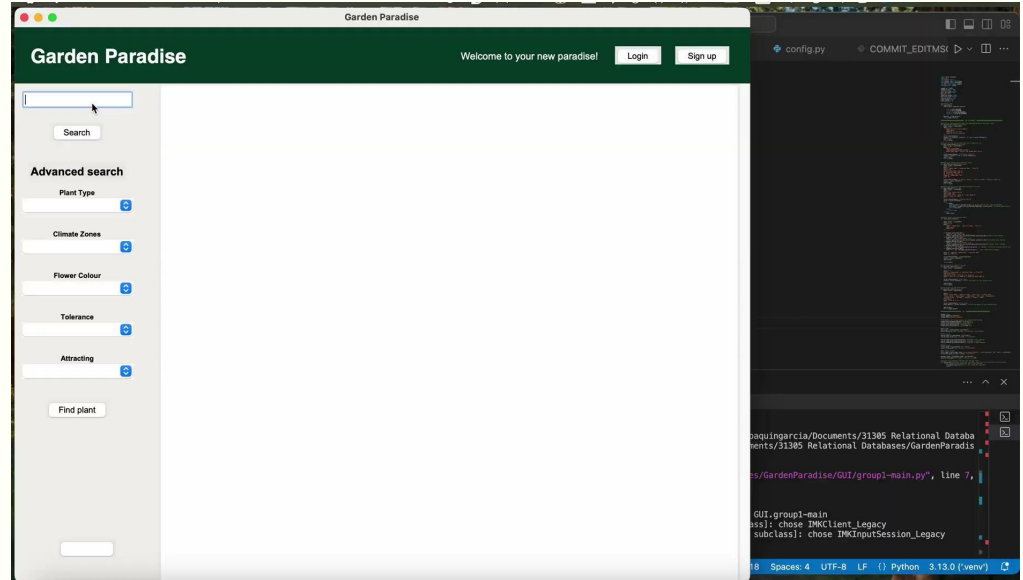 Garden Paradise
Garden Paradise
Welcome to your new paradise!
Login
Sign up
Search
Advanced search
Plant Type
Climate Zones
Flower Colour
Tolerance
Attracting
Find plant
config.py
COMMIT_EDITMSG
paquingarcia/Documents/31305 Relational Databa
ments/31305 Relational Databases/GardenParadis
es/GardenParadise/GUI/group1-main.py", line 7,
GUI.group1-main
ass]: chose IMKClient_Legacy
subclass]: chose IMKInputSession_Legacy
18 Spaces: 4 UTF-8 LF {} Python 3.13.0 ('.venv')